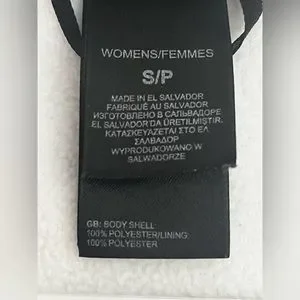 WOMENS/FEMMES
S/P
MADE IN EL SALVADOR
FABRIQUÉ AU SALVADOR
ИЗГОТОВЛЕНО В САЛЬВАДОРЕ
EL SALVADOR'DA ÜRETILMIŞTIR.
ΚΑΤΑΣΚΕΥΑΖΕΤΑΙ ΣΤΟ ΕΛ
ΣΑΛΒΑΔΟΡ
WYPRODUKOWANO W
SALWADORZE
GB: BODY SHELL:
100% POLYESTER/LINING:
100% POLYESTER